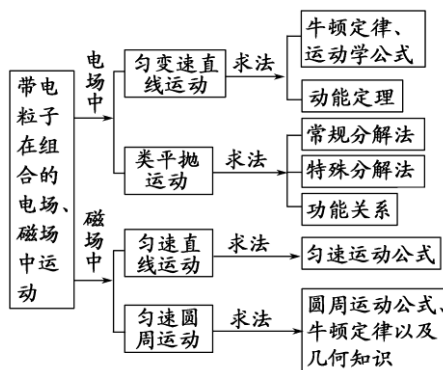 带电
粒子
在组
合的
电场、
磁场
中运
动
电场中
匀变速直
线运动
求法
牛顿定律、
运动学公式
动能定理
类平抛
运动
求法
常规分解法
特殊分解法
功能关系
磁场中
匀速直
线运动
求法
匀速运动公式
匀速圆
周运动
求法
圆周运动公式、
牛顿定律以及
几何知识